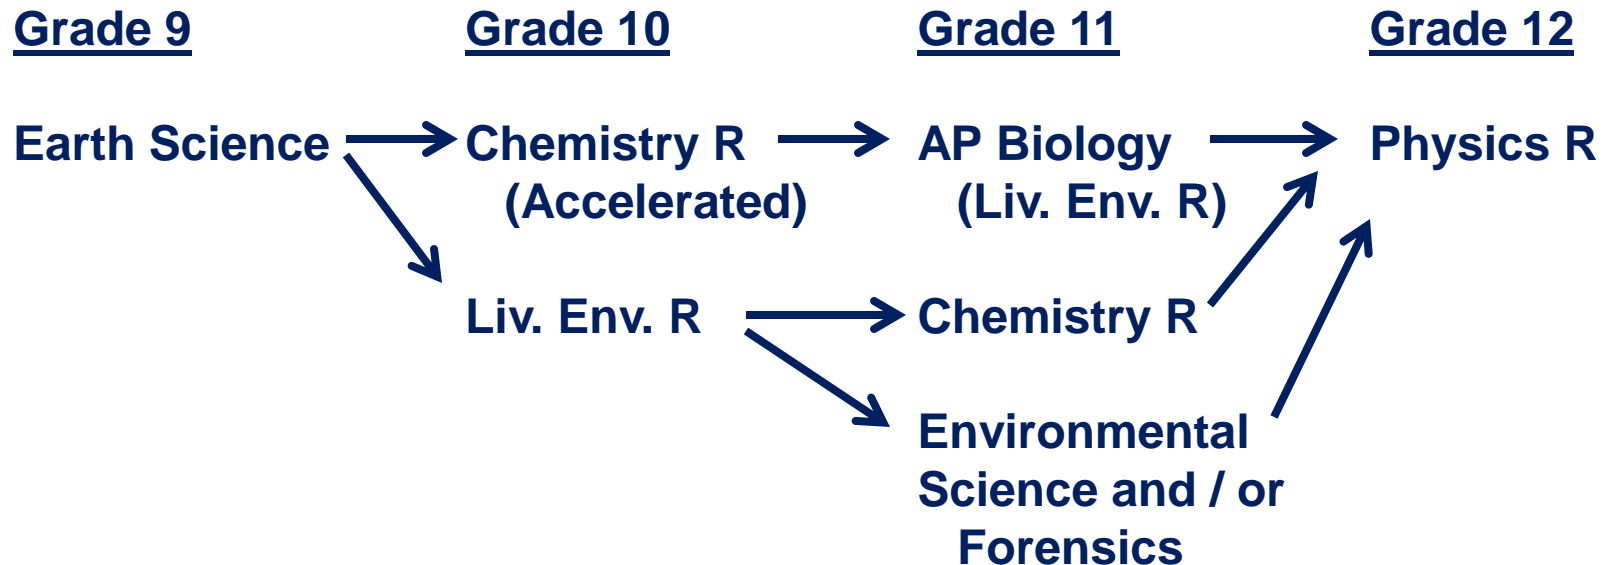 Grade 9 Grade 10 Grade 11 Grade 12
Earth Science Chemistry R AP Biology Physics R
(Accelerated) (Liv. Env. R)
Liv. Env. R Chemistry R
Environmental
Science and / or
Forensics